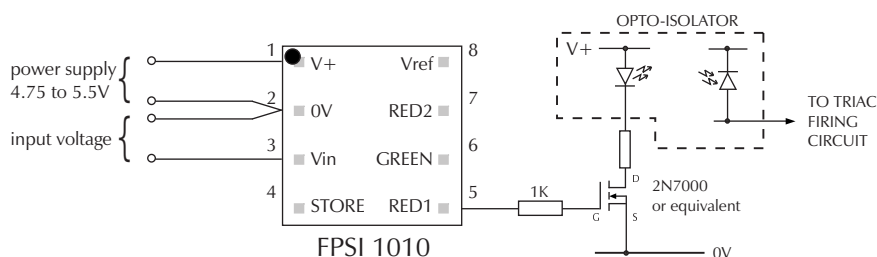 OPTO-ISOLATOR
V+
1
8
power supply
4.75 to 5.5V
V+
Vref
2
7
0V
RED2
TO TRIAC
FIRING
CIRCUIT
input voltage
3
6
Vin
GREEN
4
5
STORE
RED1
1K
G
D
S
2N7000
or equivalent
FPSI 1010
0V